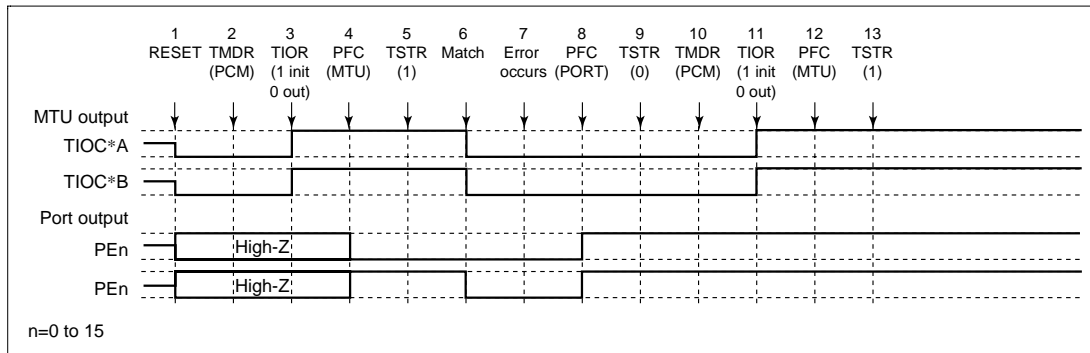 1 2 3 4 5 6 7 8 9 10 11 12 13
RESET TMDR TIOR PFC TSTR Match Error PFC TSTR TMDR TIOR PFC TSTR
(PCM) (1 init (MTU) (1) occurs (PORT) (0) (PCM) (1 init (MTU) (1)
0 out) 0 out)
MTU output
TIOC*A
TIOC*B
Port output
PEn High-Z
PEn High-Z
n=0 to 15